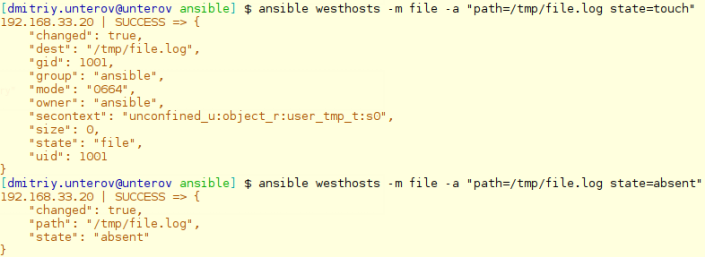 [dmitriy.unterov@unterov ansible] $ ansible westhosts -m file -a "path=/tmp/file.log state=touch"
192.168.33.20 | SUCCESS => {
    "changed": true,
    "dest": "/tmp/file.log",
    "gid": 1001,
    "group": "ansible",
    "mode": "0664",
    "owner": "ansible",
    "secontext": "unconfined_u:object_r:user_tmp_t:s0",
    "size": 0,
    "state": "file",
    "uid": 1001
}
[dmitriy.unterov@unterov ansible] $ ansible westhosts -m file -a "path=/tmp/file.log state=absent"
192.168.33.20 | SUCCESS => {
    "changed": true,
    "path": "/tmp/file.log",
    "state": "absent"
}